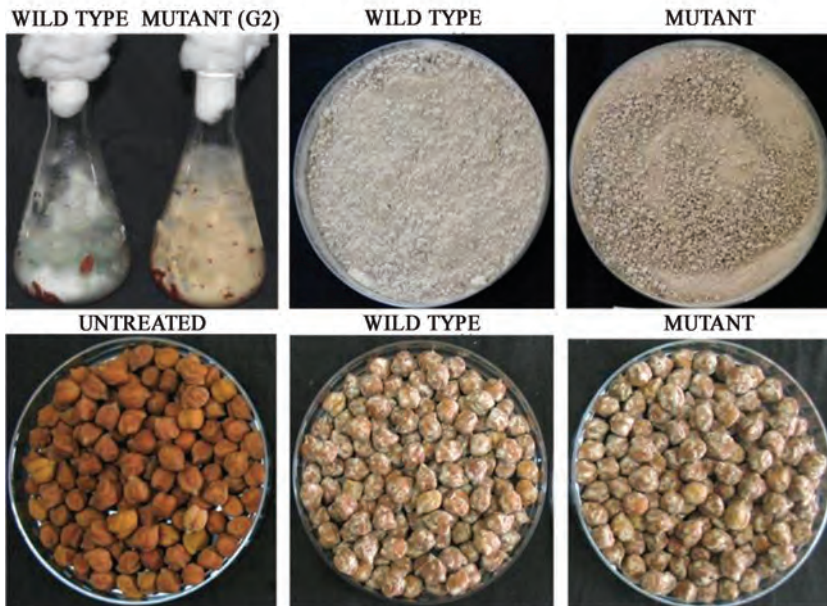 WILD TYPE MUTANT (G2)
WILD TYPE
MUTANT
UNTREATED
WILD TYPE
MUTANT